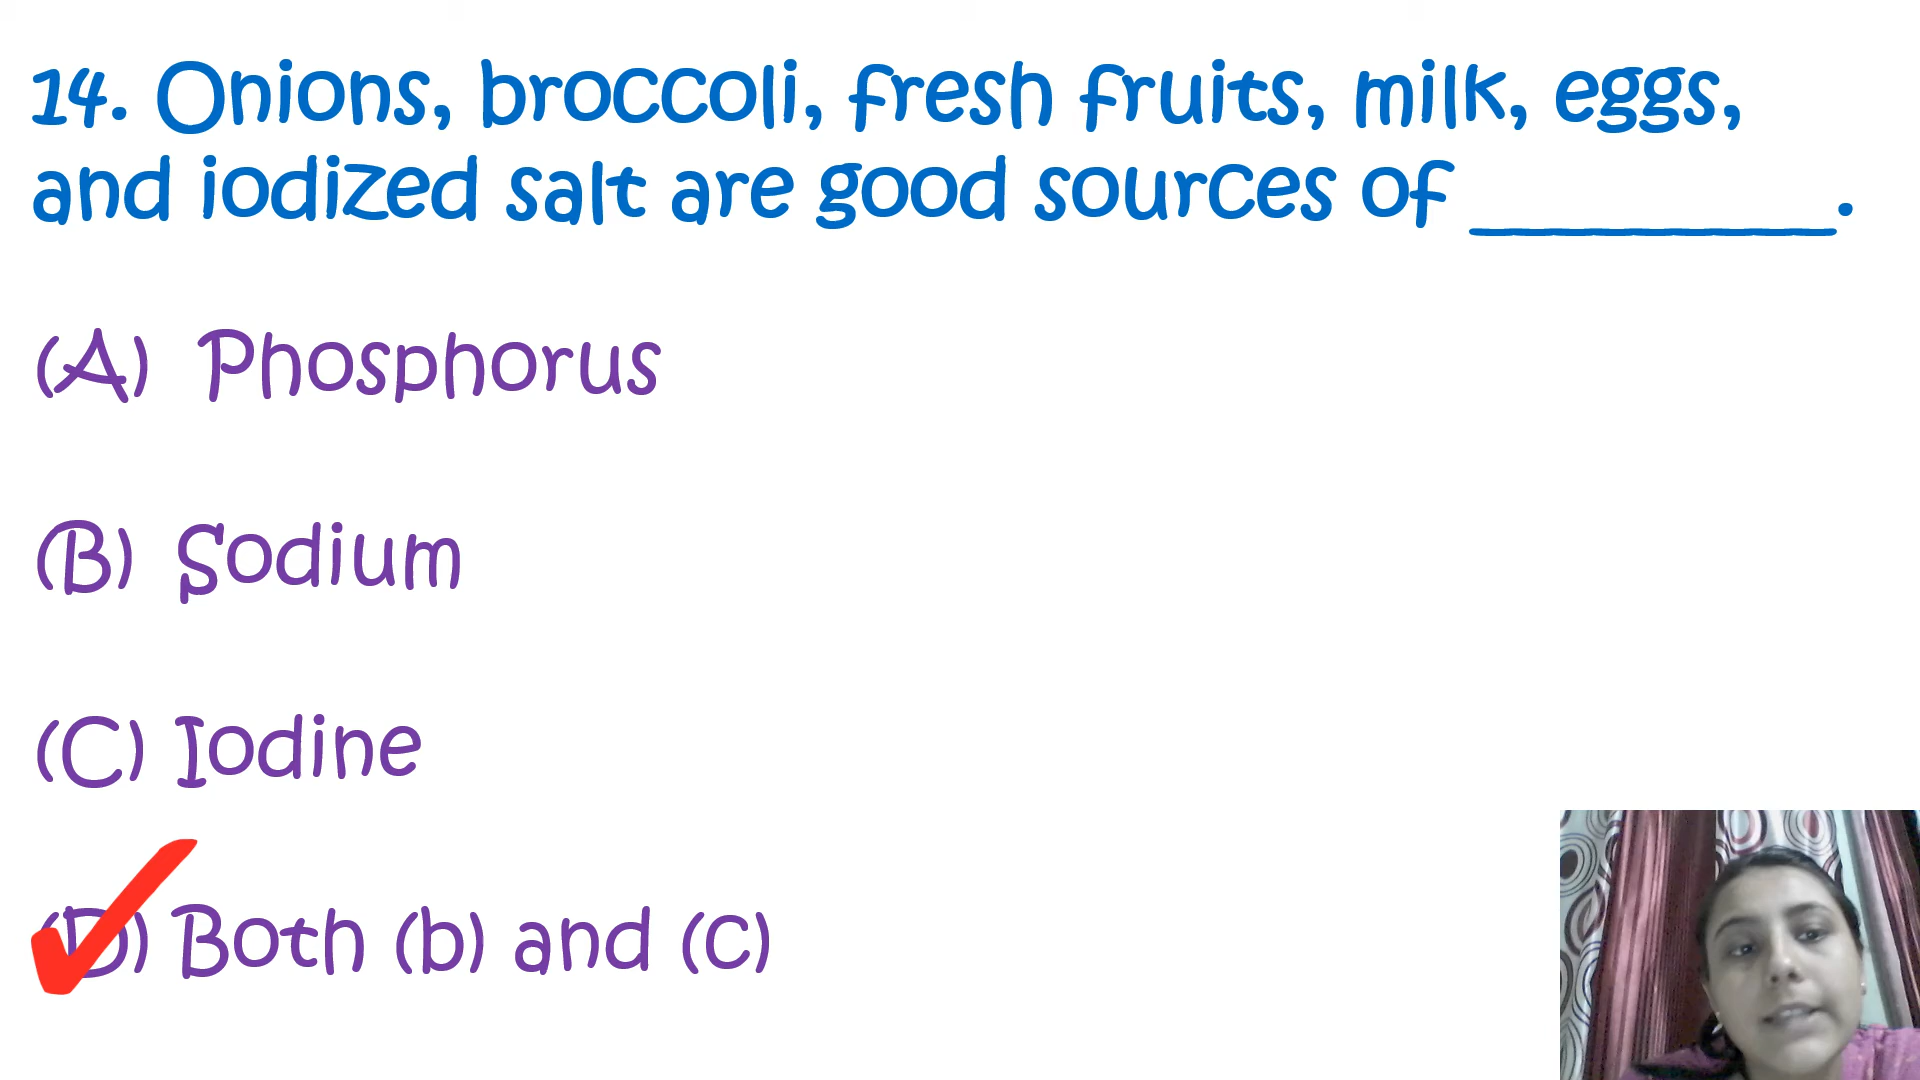 14. Onions, broccoli, fresh fruits, milk, eggs,
and iodized salt are good sources of _________.
(A) Phosphorus
(B) Sodium
(C) Iodine
(D) Both (b) and (c)